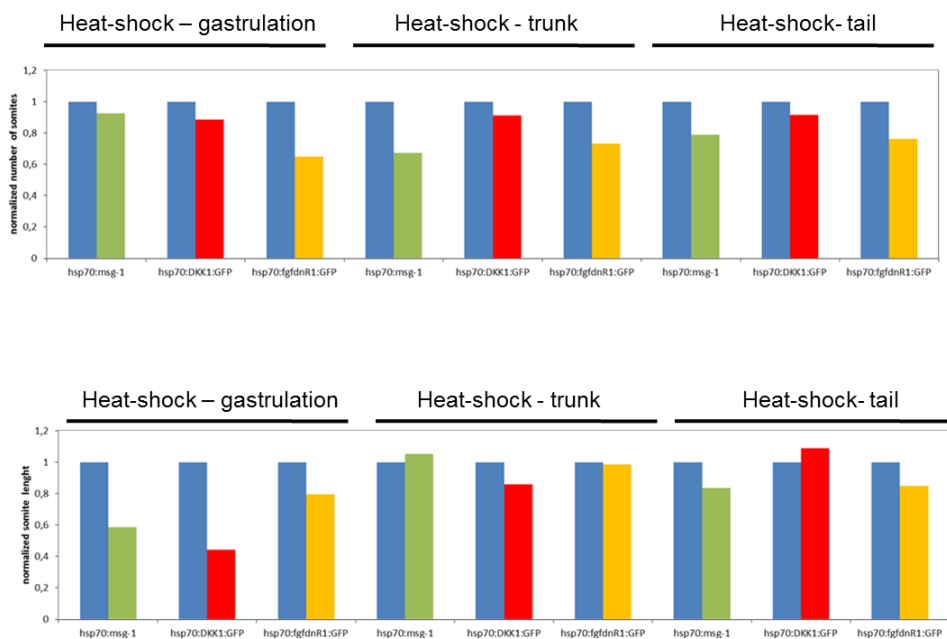 Heat-shock – gastrulation Heat-shock - trunk Heat-shock- tail
1,2
1
0,8
0,6
0,4
0,2
0
normalized number of somites
hsp70:msg-1 hsp70:DKK1:GFP hsp70:fgfdnR1:GFP hsp70:msg-1 hsp70:DKK1:GFP hsp70:fgfdnR1:GFP hsp70:msg-1 hsp70:DKK1:GFP hsp70:fgfdnR1:GFP
Heat-shock – gastrulation Heat-shock - trunk Heat-shock- tail
1,2
1
0,8
0,6
0,4
0,2
0
normalized somite lenght
hsp70:msg-1 hsp70:DKK1:GFP hsp70:fgfdnR1:GFP hsp70:msg-1 hsp70:DKK1:GFP hsp70:fgfdnR1:GFP hsp70:msg-1 hsp70:DKK1:GFP hsp70:fgfdnR1:GFP